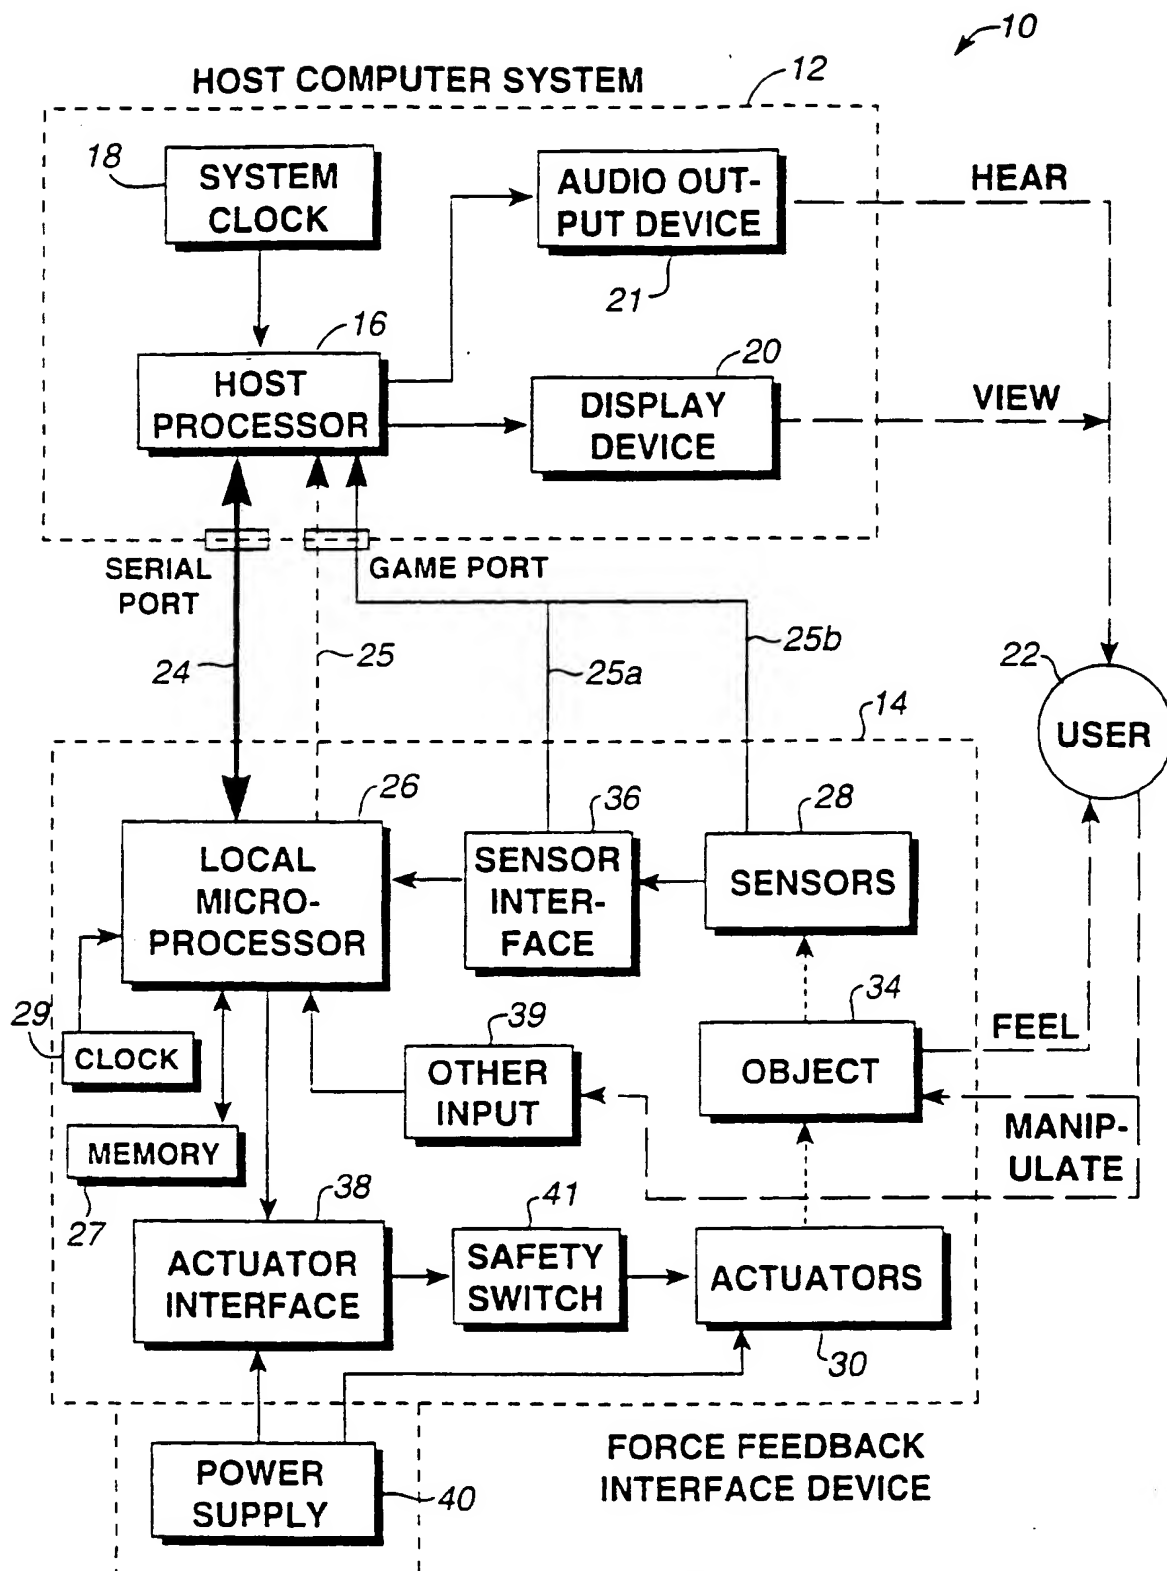 10
HOST COMPUTER SYSTEM
12
18
SYSTEM
CLOCK
AUDIO OUT-
PUT DEVICE
21
HEAR
16
HOST
PROCESSOR
20
DISPLAY
DEVICE
VIEW
SERIAL
PORT
GAME PORT
24
25
25a
25b
22
USER
14
26
LOCAL
MICRO-
PROCESSOR
36
SENSOR
INTER-
FACE
28
SENSORS
29
CLOCK
39
OTHER
INPUT
34
OBJECT
FEEL
MANIP-
ULATE
MEMORY
27
38
ACTUATOR
INTERFACE
41
SAFETY
SWITCH
ACTUATORS
30
POWER
SUPPLY
40
FORCE FEEDBACK
INTERFACE DEVICE